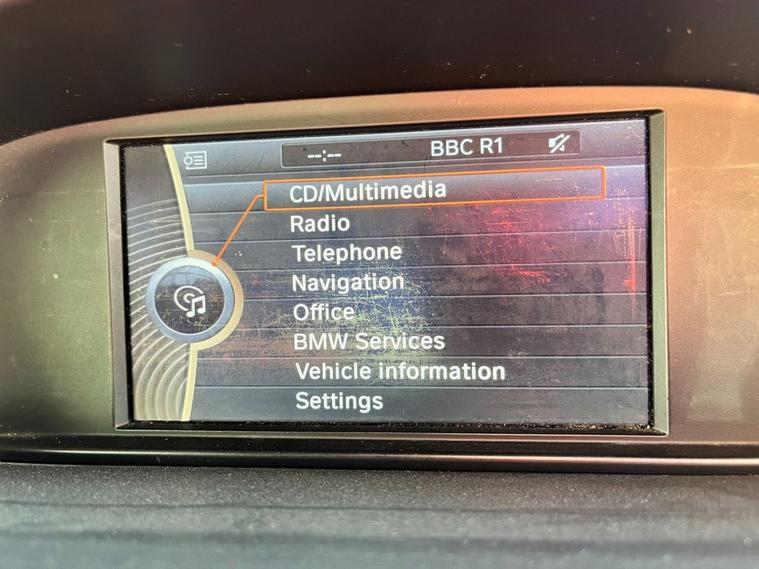 --:-- BBC R1
CD/Multimedia
Radio
Telephone
Navigation
Office
BMW Services
Vehicle information
Settings